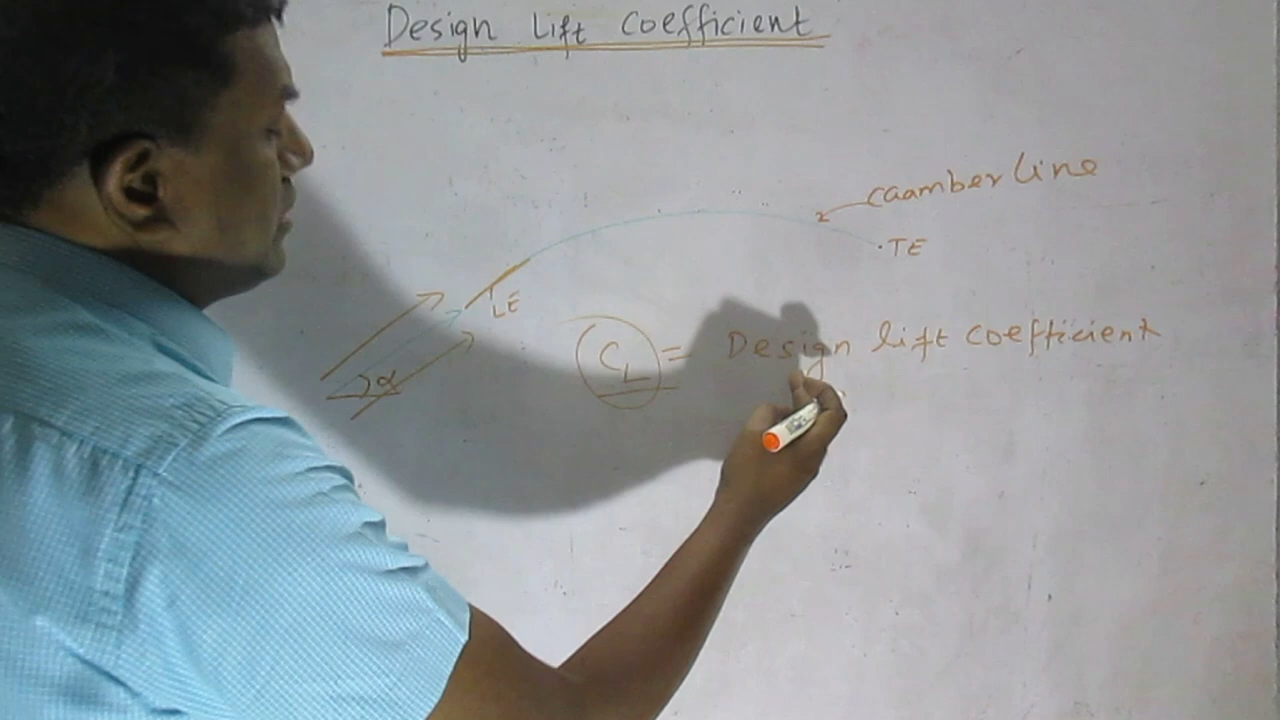 Design Lift Coefficient
Caamber line
. TE
LE
α
CL = Design lift coefficient